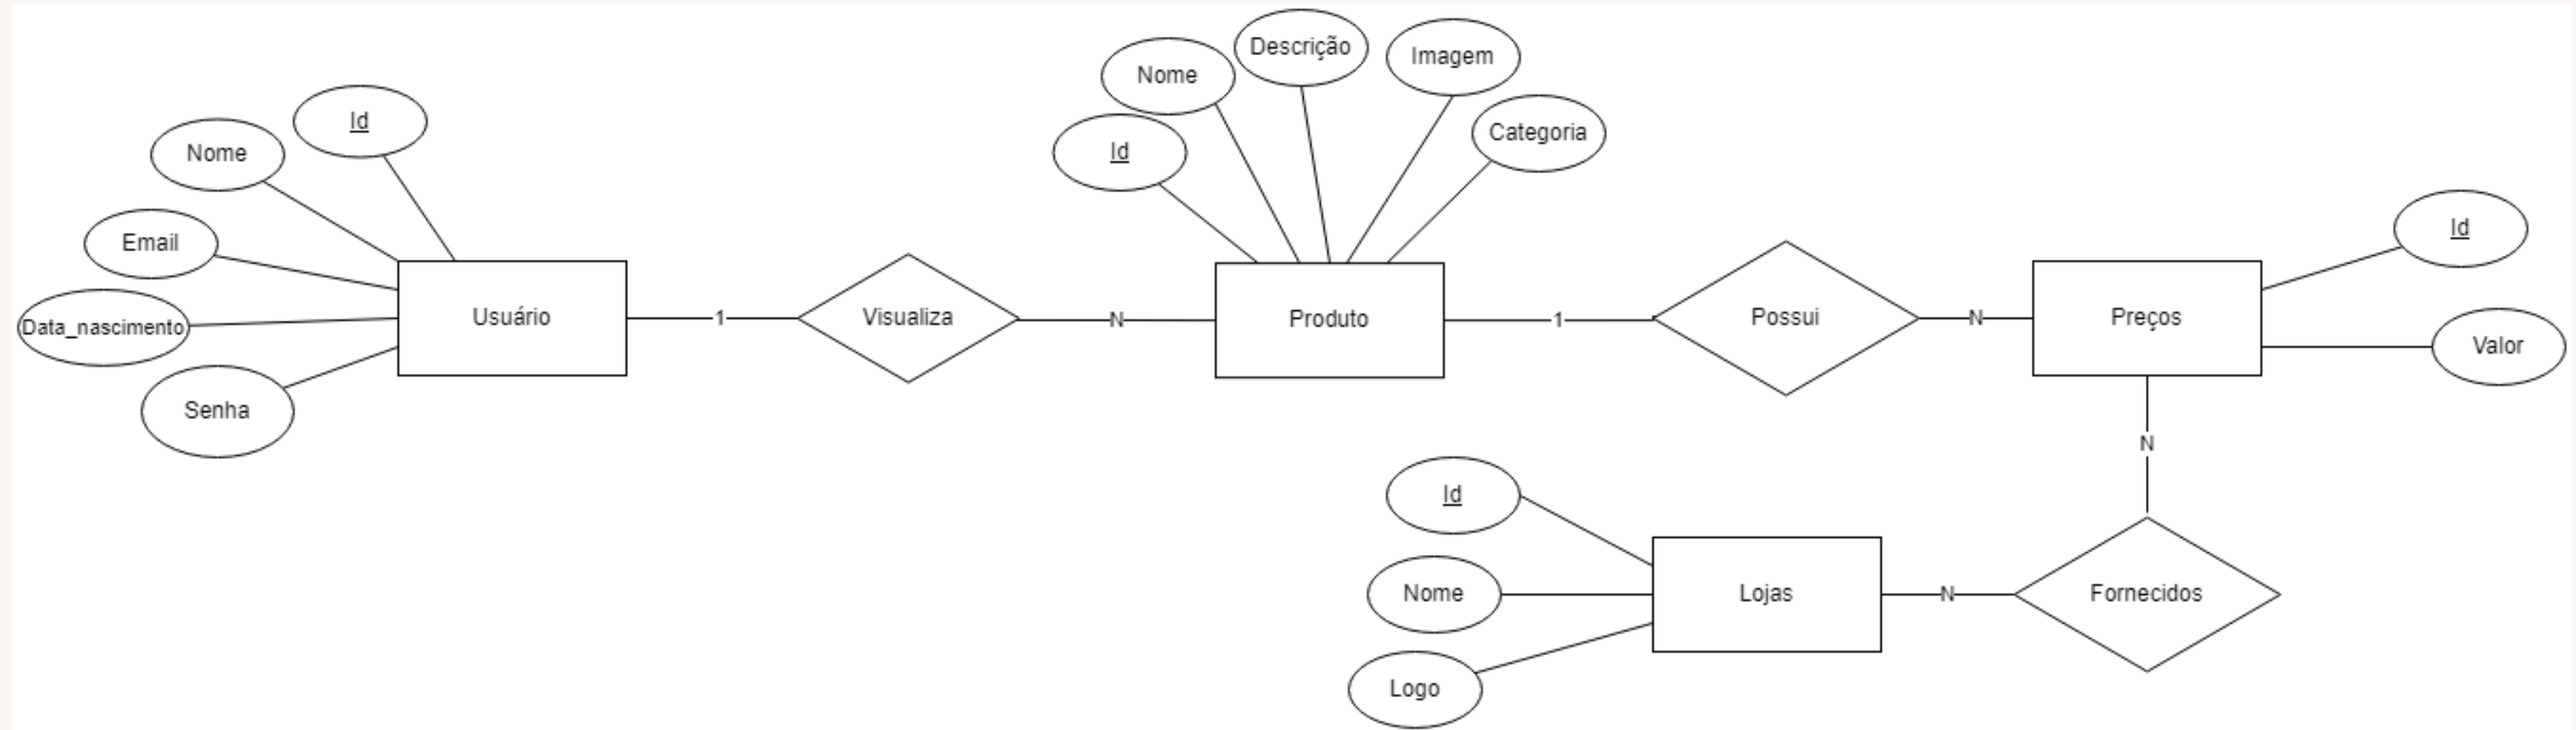 Descrição
Imagem
Nome
Categoria
Id
Nome
Id
Id
Email
Data_nascimento
Senha
Usuário
1
Visualiza
N
Produto
1
Possui
N
Preços
Valor
N
Id
Nome
Logo
Lojas
N
Fornecidos